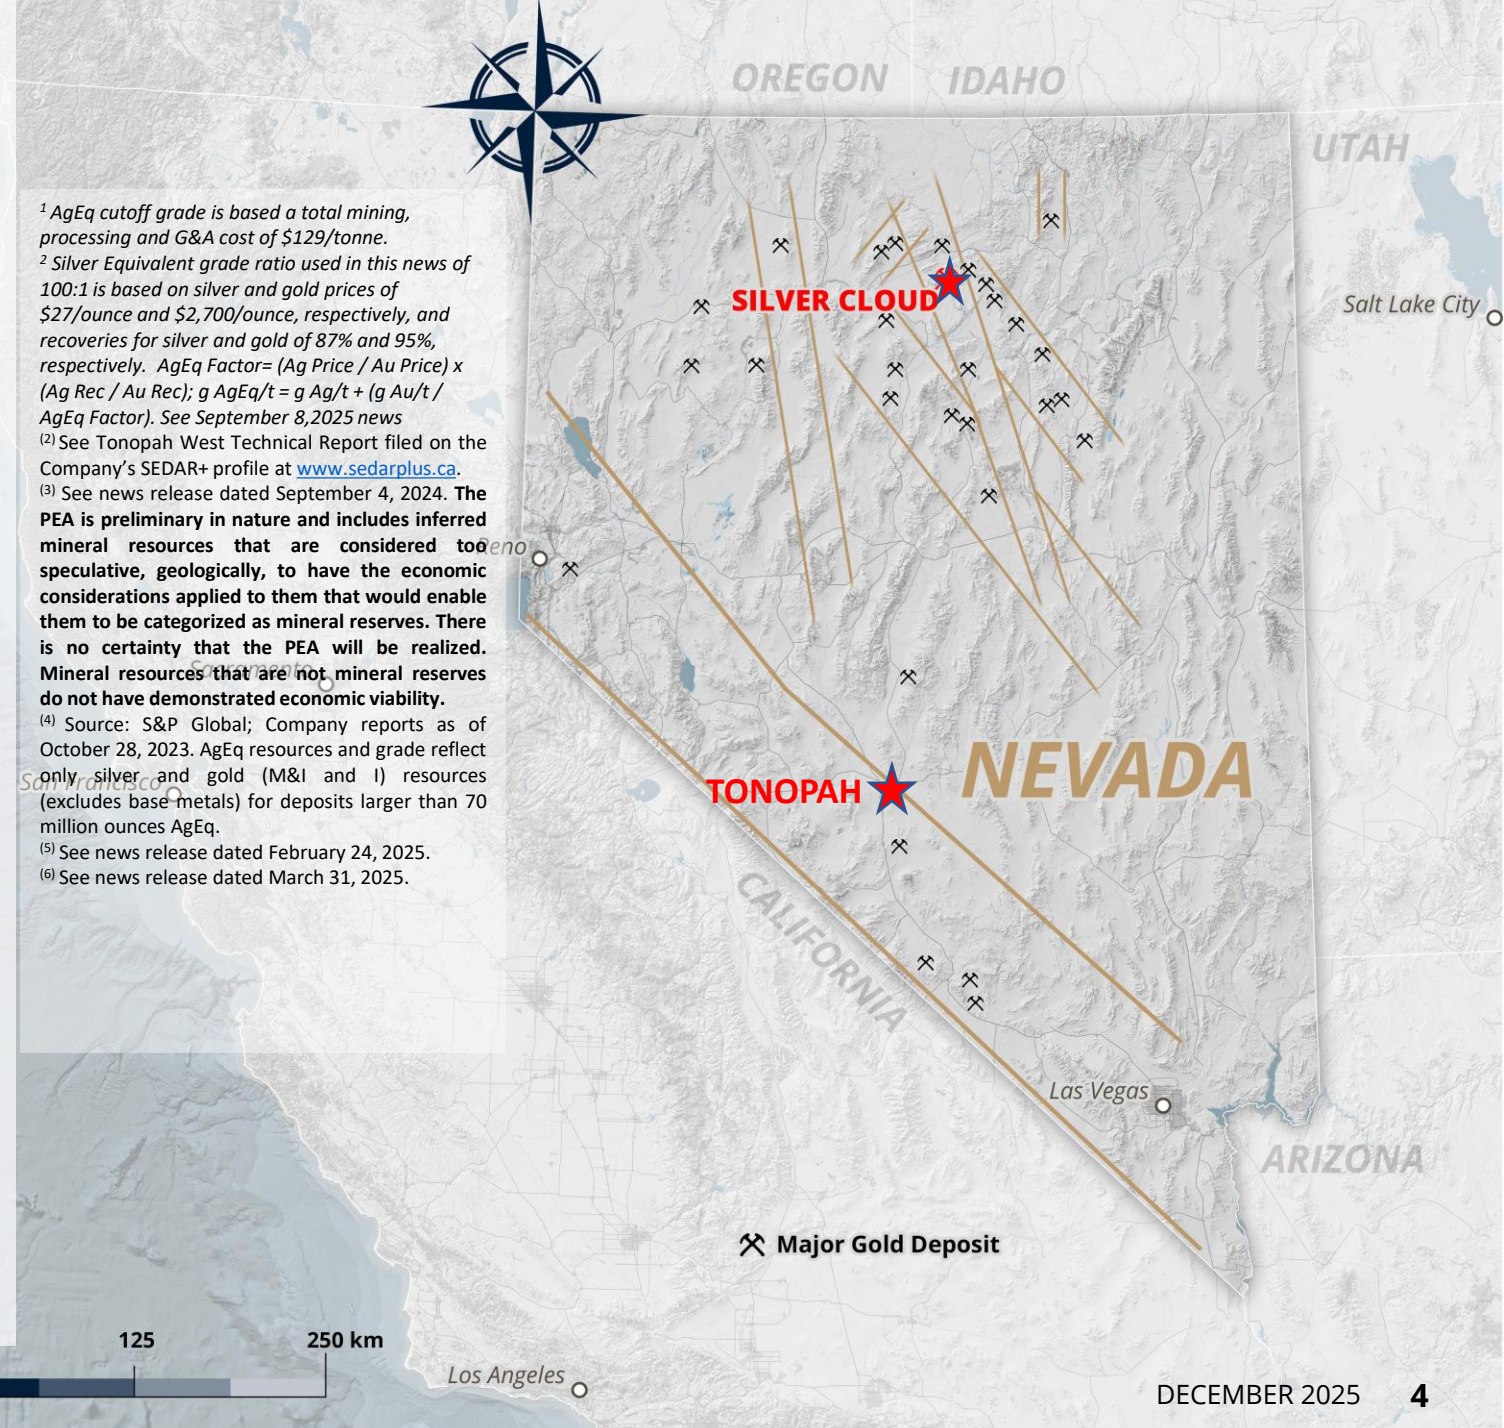 OREGON IDAHO
UTAH
¹ AgEq cutoff grade is based a total mining,
processing and G&A cost of $129/tonne.
² Silver Equivalent grade ratio used in this news of
100:1 is based on silver and gold prices of
$27/ounce and $2,700/ounce, respectively, and
recoveries for silver and gold of 87% and 95%,
respectively. AgEq Factor= (Ag Price / Au Price) x
(Ag Rec / Au Rec); g AgEq/t = g Ag/t + (g Au/t /
AgEq Factor). See September 8,2025 news
(2) See Tonopah West Technical Report filed on the
Company's SEDAR+ profile at www.sedarplus.ca.
(3) See news release dated September 4, 2024. The
PEA is preliminary in nature and includes inferred
mineral resources that are considered too
speculative, geologically, to have the economic
considerations applied to them that would enable
them to be categorized as mineral reserves. There
is no certainty that the PEA will be realized.
Mineral resources that are not mineral reserves
do not have demonstrated economic viability.
(4) Source: S&P Global; Company reports as of
October 28, 2023. AgEq resources and grade reflect
only silver and gold (M&I and I) resources
(excludes base metals) for deposits larger than 70
million ounces AgEq.
(5) See news release dated February 24, 2025.
(6) See news release dated March 31, 2025.
SILVER CLOUD
Salt Lake City
Reno
Sacramento
San Francisco
NEVADA
TONOPAH
CALIFORNIA
Las Vegas
ARIZONA
Major Gold Deposit
125
250 km
Los Angeles
DECEMBER 2025 4